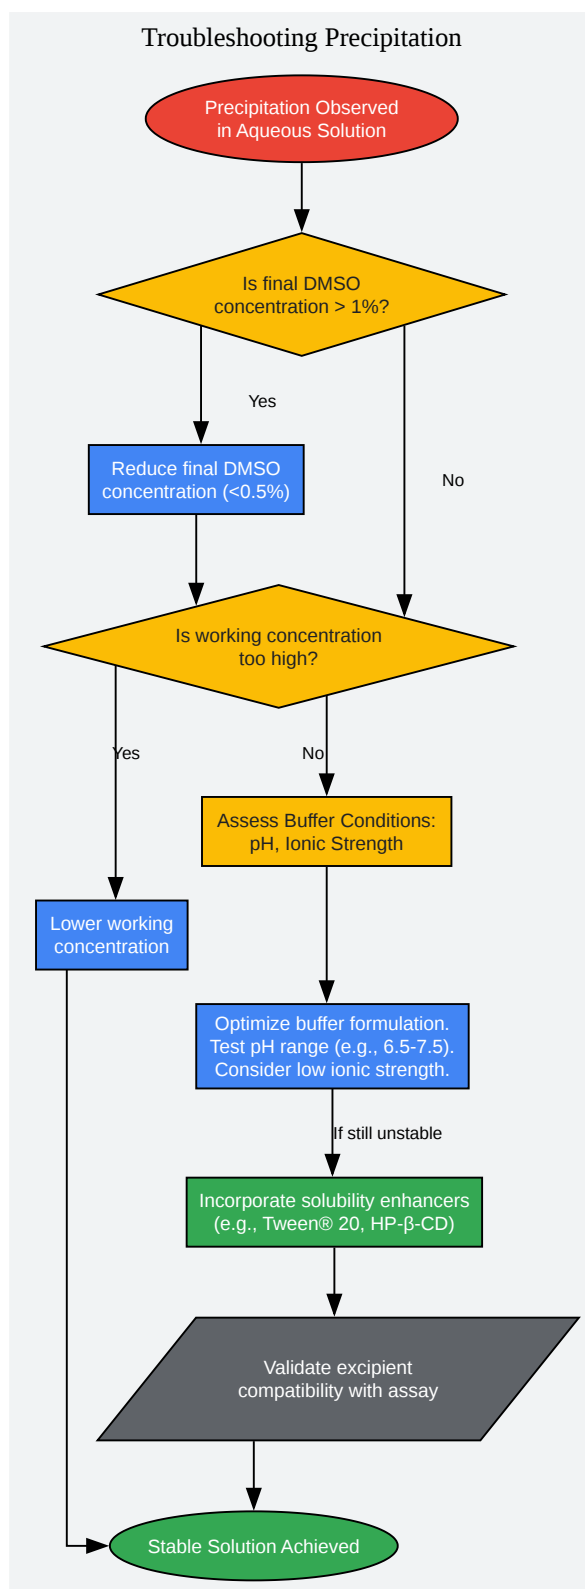 Troubleshooting Precipitation
Precipitation Observed
in Aqueous Solution
Is final DMSO
concentration > 1%?
Yes
Reduce final DMSO
concentration (<0.5%)
No
Is working concentration
too high?
Yes
No
Assess Buffer Conditions:
pH, Ionic Strength
Lower working
concentration
Optimize buffer formulation.
Test pH range (e.g., 6.5-7.5).
Consider low ionic strength.
If still unstable
Incorporate solubility enhancers
(e.g., Tween® 20, HP-β-CD)
Validate excipient
compatibility with assay
Stable Solution Achieved